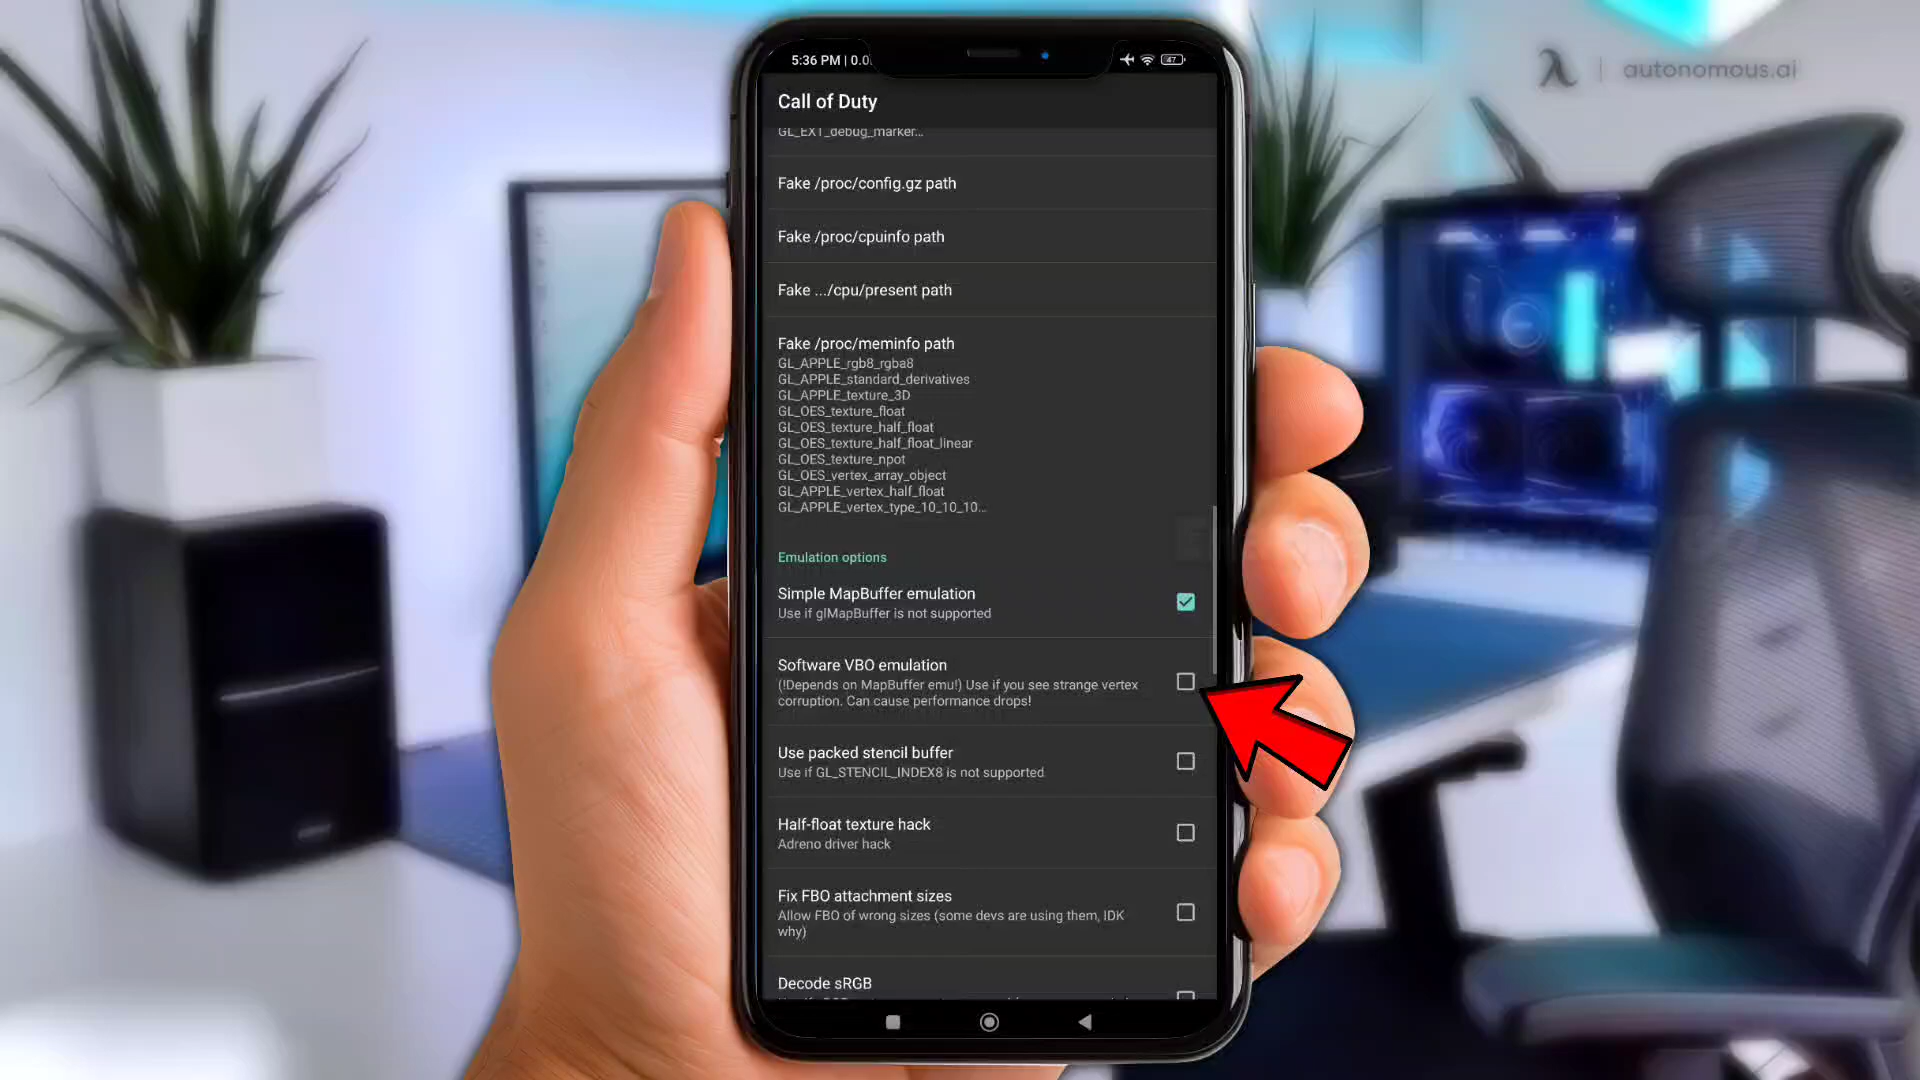 autonomous.ai
5:36 PM | 0.0
47
Call of Duty
GL_EXT_debug_marker...
Fake /proc/config.gz path
Fake /proc/cpuinfo path
Fake .../cpu/present path
Fake /proc/meminfo path
GL_APPLE_rgb8_rgba8
GL_APPLE_standard_derivatives
GL_APPLE_texture_3D
GL_OES_texture_float
GL_OES_texture_half_float
GL_OES_texture_half_float_linear
GL_OES_texture_npot
GL_OES_vertex_array_object
GL_APPLE_vertex_half_float
GL_APPLE_vertex_type_10_10_10...
Emulation options
Simple MapBuffer emulation
Use if glMapBuffer is not supported
Software VBO emulation
(!Depends on MapBuffer emu!) Use if you see strange vertex
corruption. Can cause performance drops!
Use packed stencil buffer
Use if GL_STENCIL_INDEX8 is not supported
Half-float texture hack
Adreno driver hack
Fix FBO attachment sizes
Allow FBO of wrong sizes (some devs are using them, IDK
why)
Decode sRGB